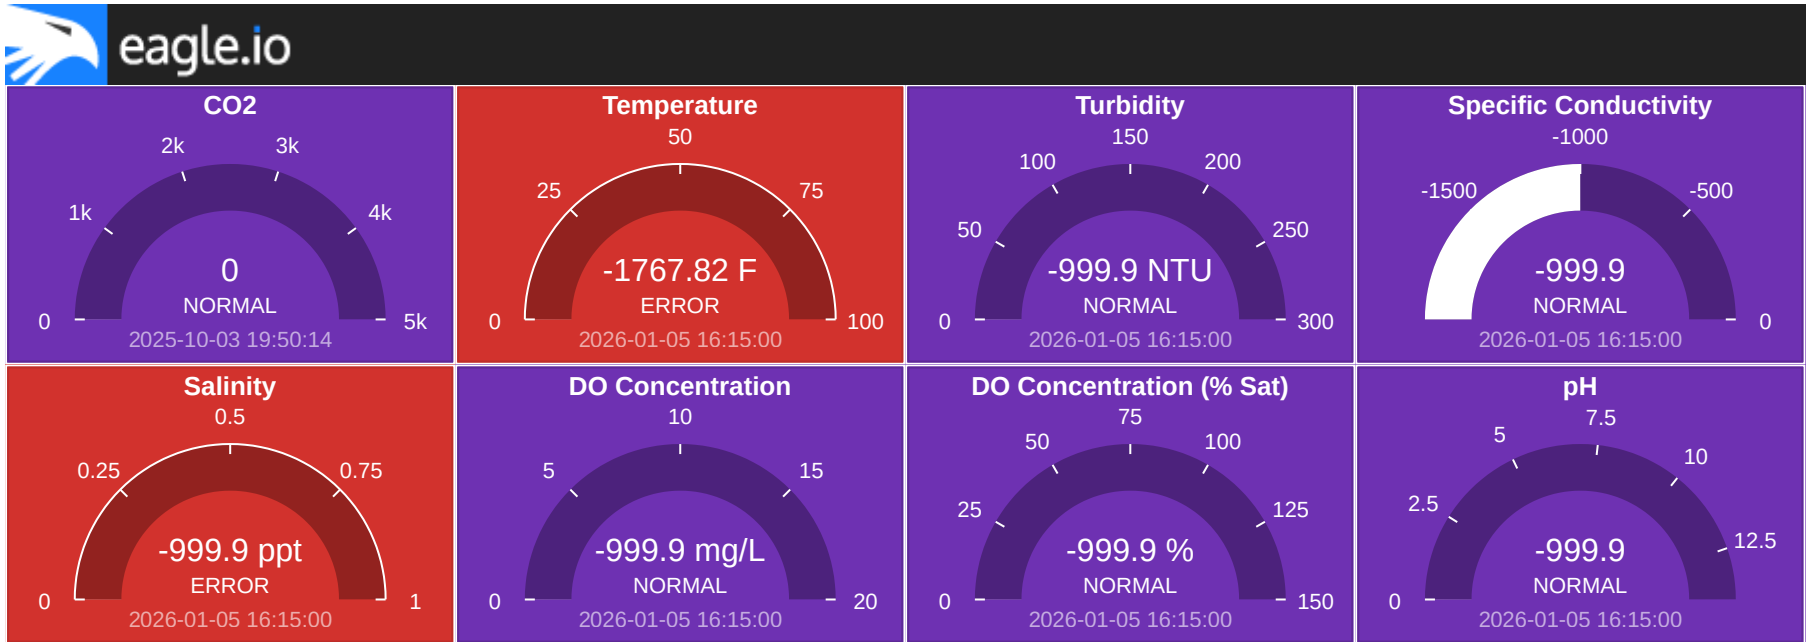 eagle.io
CO2
2k 3k
1k 4k
0
NORMAL
0 5k
2025-10-03 19:50:14
Temperature
50
25 75
-1767.82 F
ERROR
0 100
2026-01-05 16:15:00
Turbidity
150
100 200
50 250
-999.9 NTU
NORMAL
0 300
2026-01-05 16:15:00
Specific Conductivity
-1000
-1500 -500
-999.9
NORMAL
0
2026-01-05 16:15:00
Salinity
0.5
0.25 0.75
-999.9 ppt
ERROR
0 1
2026-01-05 16:15:00
DO Concentration
10
5 15
-999.9 mg/L
NORMAL
0 20
2026-01-05 16:15:00
DO Concentration (% Sat)
75
50 100
25 125
-999.9 %
NORMAL
0 150
2026-01-05 16:15:00
pH
7.5
5 10
2.5 12.5
-999.9
NORMAL
0
2026-01-05 16:15:00